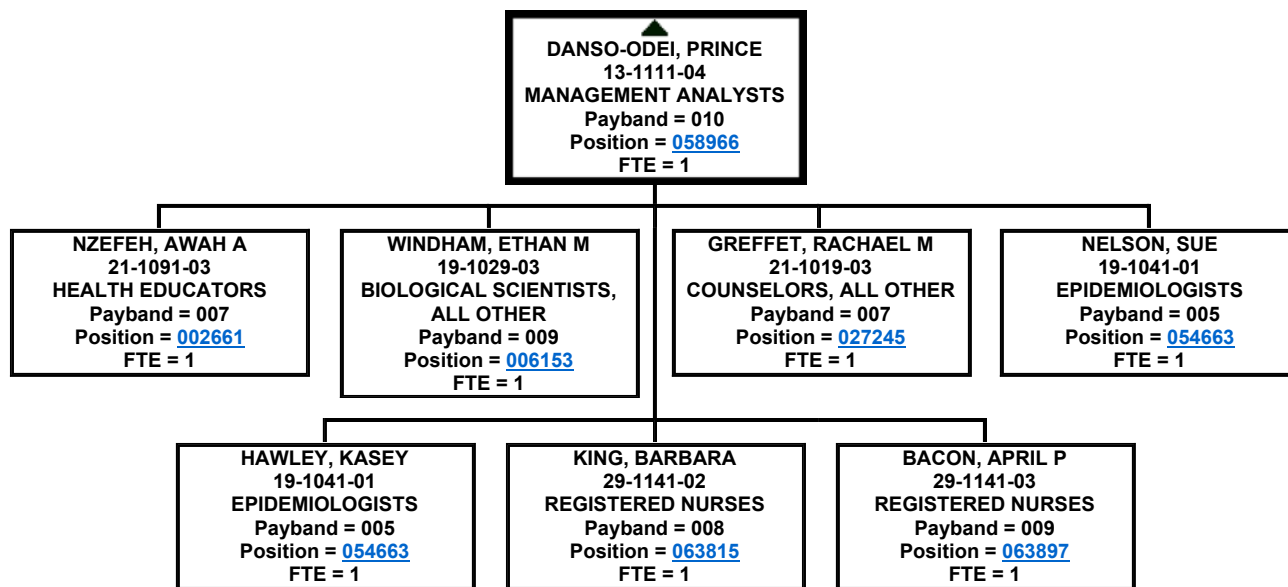 DANSO-ODEI, PRINCE
13-1111-04
MANAGEMENT ANALYSTS
Payband = 010
Position = 058966
FTE = 1
NZEFEH, AWAH A
21-1091-03
HEALTH EDUCATORS
Payband = 007
Position = 002661
FTE = 1
WINDHAM, ETHAN M
19-1029-03
BIOLOGICAL SCIENTISTS,
ALL OTHER
Payband = 009
Position = 006153
FTE = 1
GREFFET, RACHAEL M
21-1019-03
COUNSELORS, ALL OTHER
Payband = 007
Position = 027245
FTE = 1
NELSON, SUE
19-1041-01
EPIDEMIOLOGISTS
Payband = 005
Position = 054663
FTE = 1
HAWLEY, KASEY
19-1041-01
EPIDEMIOLOGISTS
Payband = 005
Position = 054663
FTE = 1
KING, BARBARA
29-1141-02
REGISTERED NURSES
Payband = 008
Position = 063815
FTE = 1
BACON, APRIL P
29-1141-03
REGISTERED NURSES
Payband = 009
Position = 063897
FTE = 1